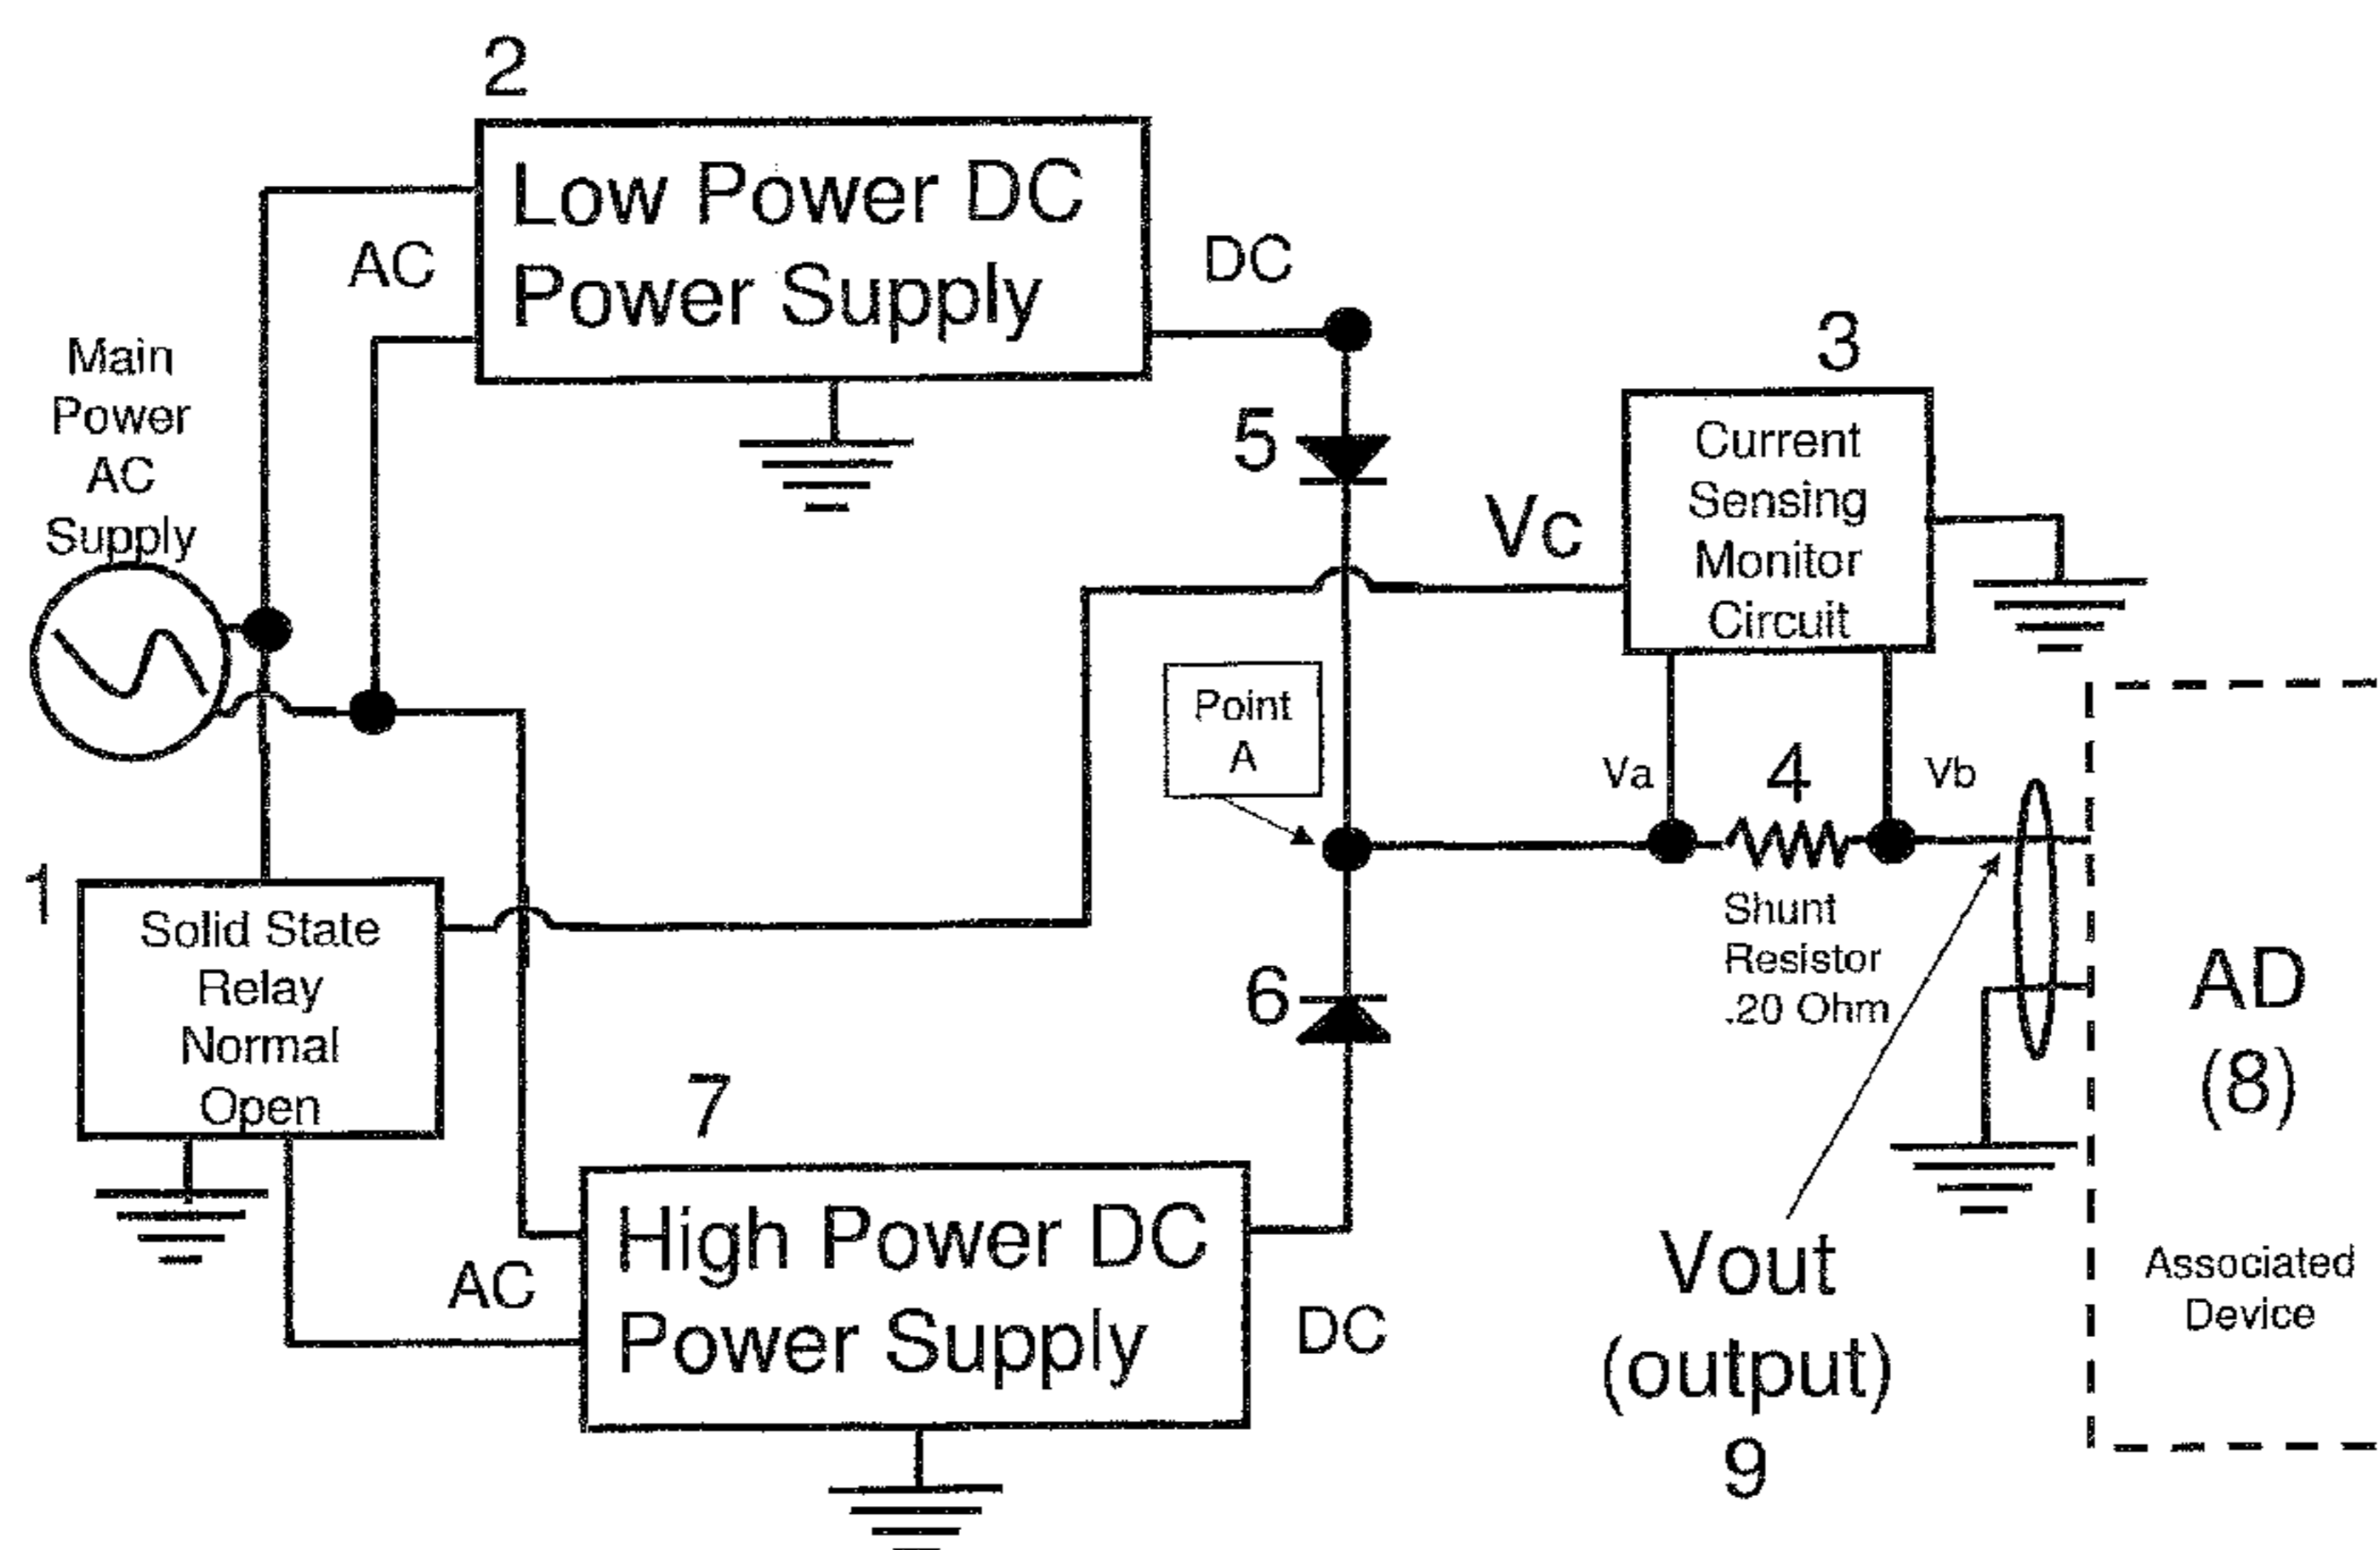 2
Low Power DC
Power Supply
AC
DC
Main
Power
AC
Supply
3
Current
Sensing
Monitor
Circuit
5
Vc
Point
A
Va
4
Vb
1
Solid State
Relay
Normal
Open
Shunt
Resistor
.20 Ohm
6
AD
(8)
7
High Power DC
Power Supply
AC
DC
Vout
(output)
9
Associated
Device